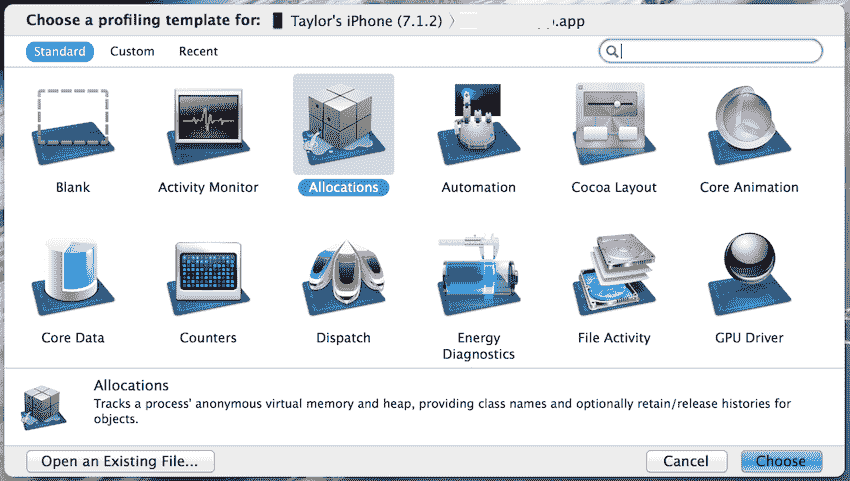 Choose a profiling template for: Taylor's iPhone (7.1.2) .app
Standard Custom Recent
Blank Activity Monitor Allocations Automation Cocoa Layout Core Animation
Core Data Counters Dispatch Energy Diagnostics File Activity GPU Driver
Allocations
Tracks a process' anonymous virtual memory and heap, providing class names and optionally retain/release histories for
objects.
Open an Existing File... Cancel Choose